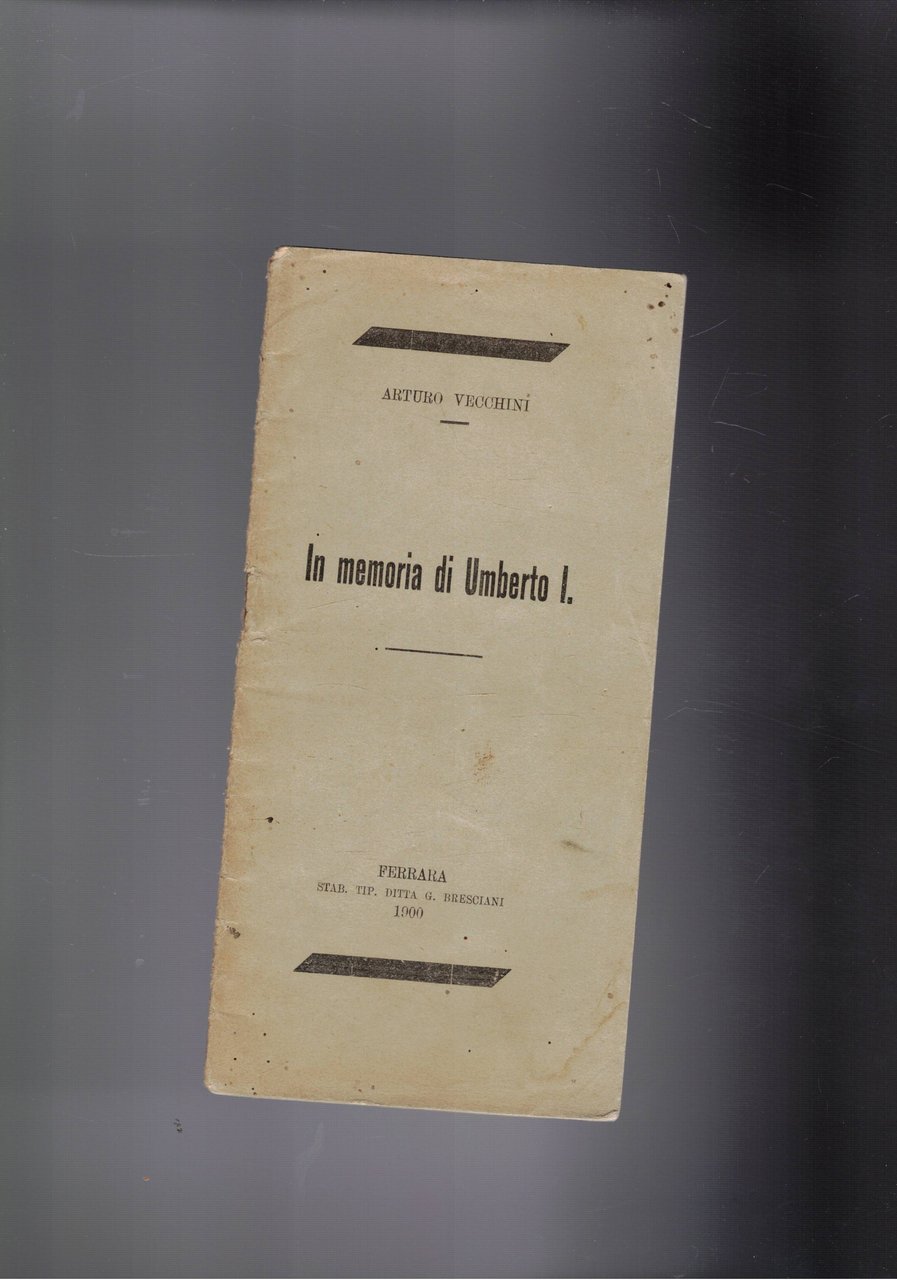 ARTURO VECCHINI
In memoria di Umberto I.
FERRARA
STAB. TIP. DITTA G. BRESCIANI
1900